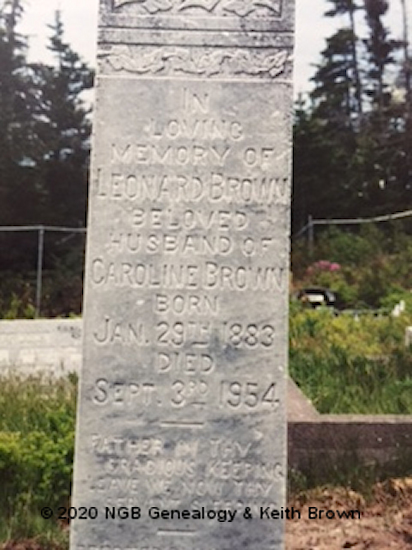 IN
LOVING
MEMORY OF
LEONARD BROWN
BELOVED
HUSBAND OF
CAROLINE BROWN
BORN
JAN. 29TH 1883
DIED
SEPT. 3RD 1954
FATHER IN THY
GRACIOUS KEEPING
LEAVE WE NOW THY
© 2020 NGB Genealogy & Keith Brown